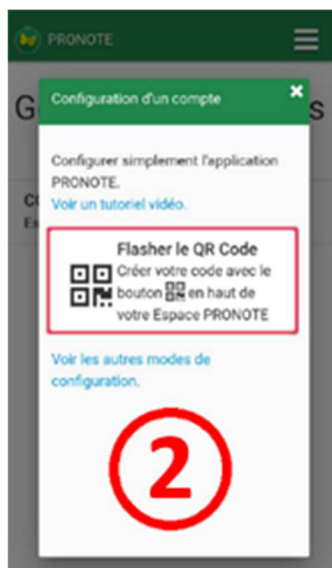 PRONOTE
G
s
Configuration d'un compte
Configurer simplement l'application
PRONOTE.
Voir un tutoriel vidéo.
Flasher le QR Code
Créer votre code avec le
bouton en haut de
votre Espace PRONOTE
Voir les autres modes de
configuration.
2